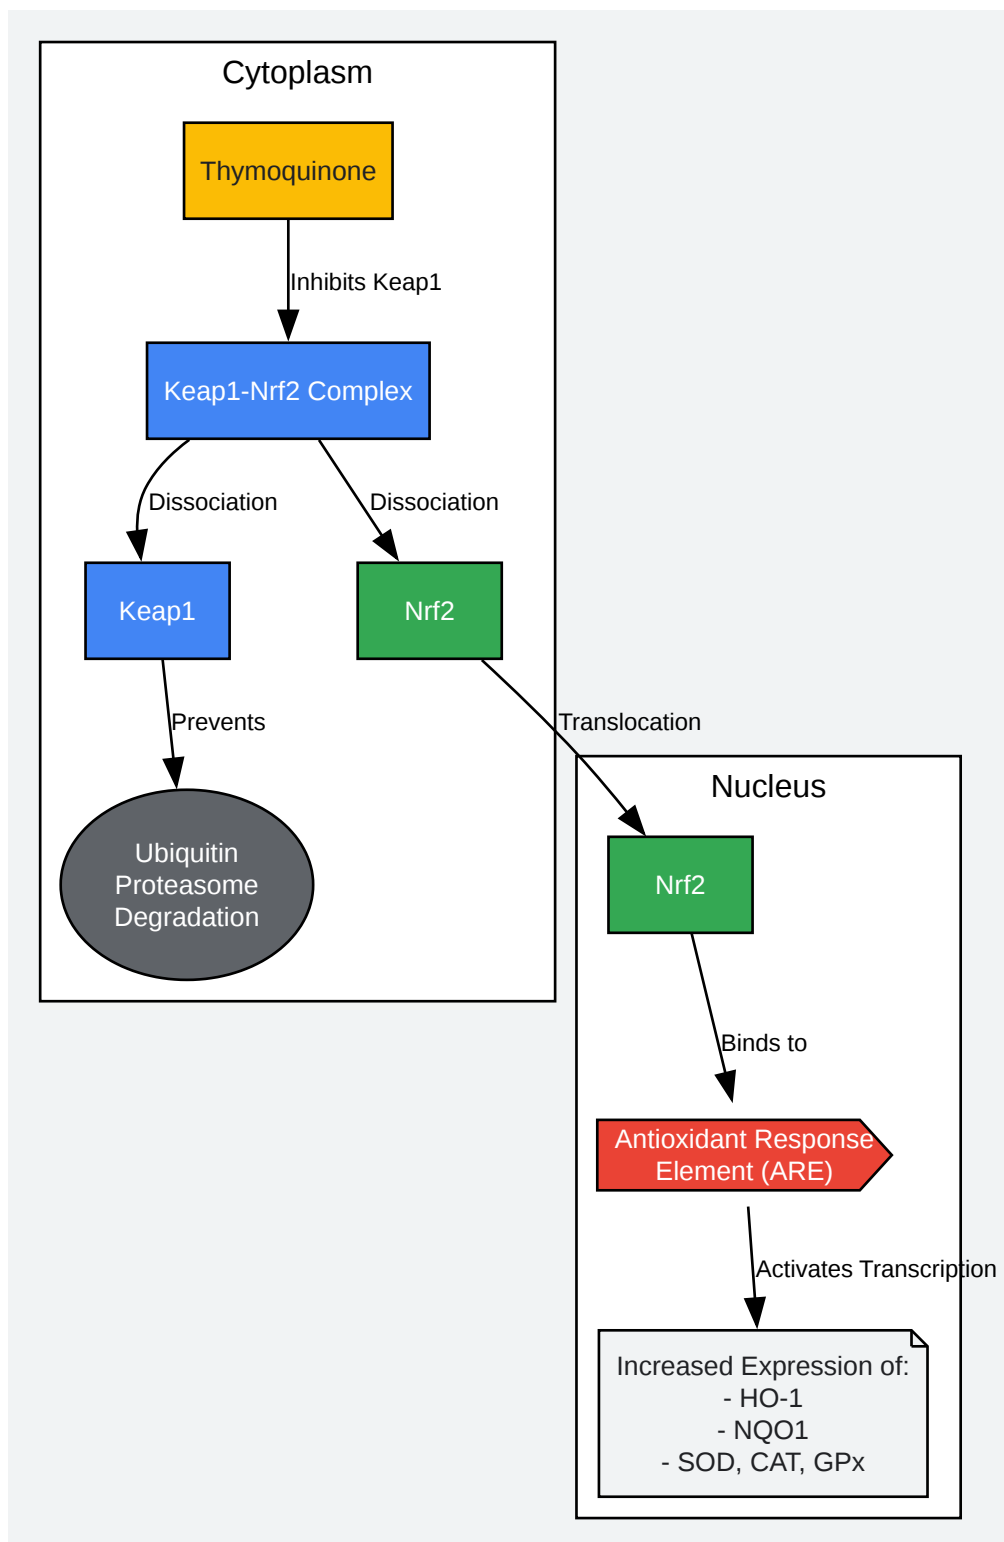 Cytoplasm
Thymoquinone
Inhibits Keap1
Keap1-Nrf2 Complex
Dissociation
Dissociation
Keap1
Nrf2
Prevents
Translocation
Ubiquitin
Proteasome
Degradation
Nucleus
Nrf2
Binds to
Antioxidant Response
Element (ARE)
Activates Transcription
Increased Expression of:
- HO-1
- NQO1
- SOD, CAT, GPx